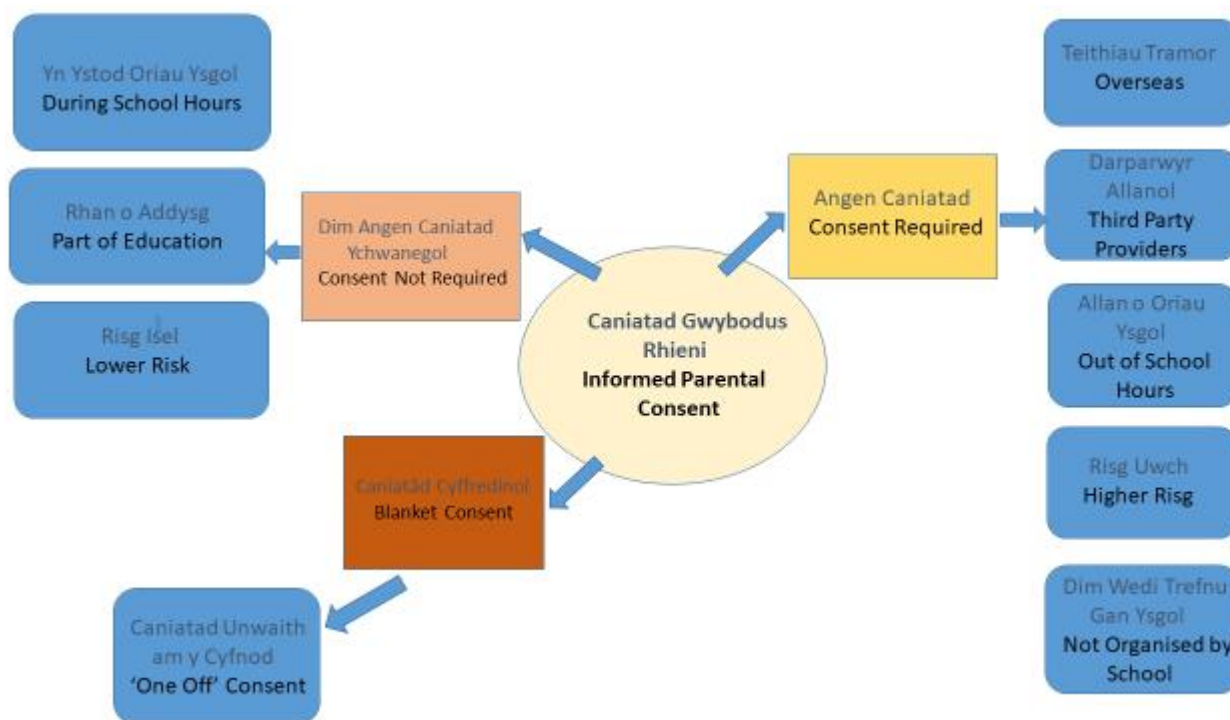 Yn Ystod Oriau Ysgol
During School Hours
Rhan o Addysg
Part of Education
Risg Isel
Lower Risk
Dim Angen Caniatad
Ychwanegol
Consent Not Required
Caniatad Gwybodus
Rhieni
Informed Parental
Consent
Caniatâd Cyffredinol
Blanket Consent
Caniatad Unwaith
am y Cyfnod
‘One Off’ Consent
Angen Caniatad
Consent Required
Teithiau Tramor
Overseas
Darparwyr
Allanol
Third Party
Providers
Allan o Oriau
Ysgol
Out of School
Hours
Risg Uwch
Higher Risg
Dim Wedi Trefnu
Gan Ysgol
Not Organised by
School